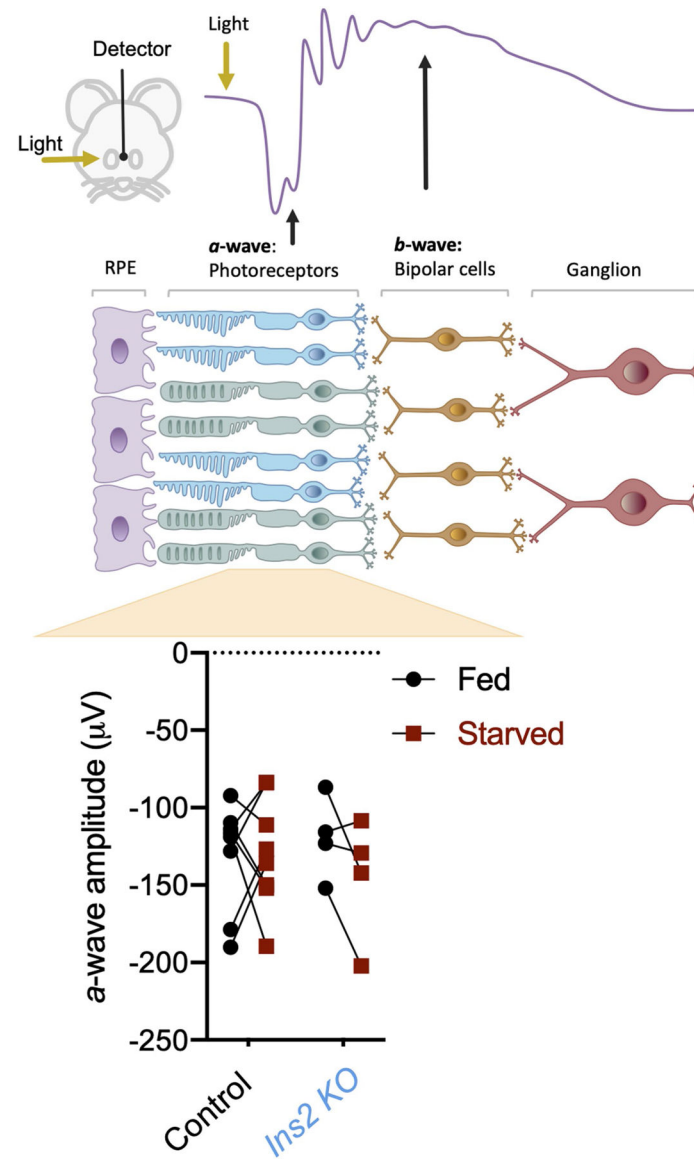 Light
Detector
Light
a-wave:
b-wave:
RPE
Photoreceptors
Bipolar cells
Ganglion
a-wave amplitude (μV)
0
-50
-100
-150
-200
-250
Fed
Starved
Control
Ins2 KO